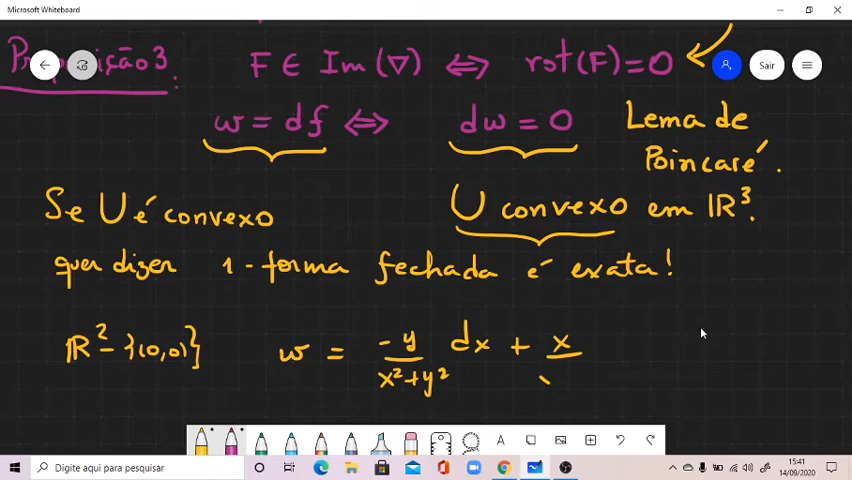 Microsoft Whiteboard
Proposição 3. F ∈ Im(∇) ⟺ rot(F)=0
Sair
w = df ⟺ dw = 0 Lema de
Poincaré.
Se U é convexo U convexo em IR³.
quer dizer 1-forma fechada é exata!
IR² - {(0,0)} w = -y/(x²+y²) dx + x/
Digite aqui para pesquisar
15:41
14/09/2020